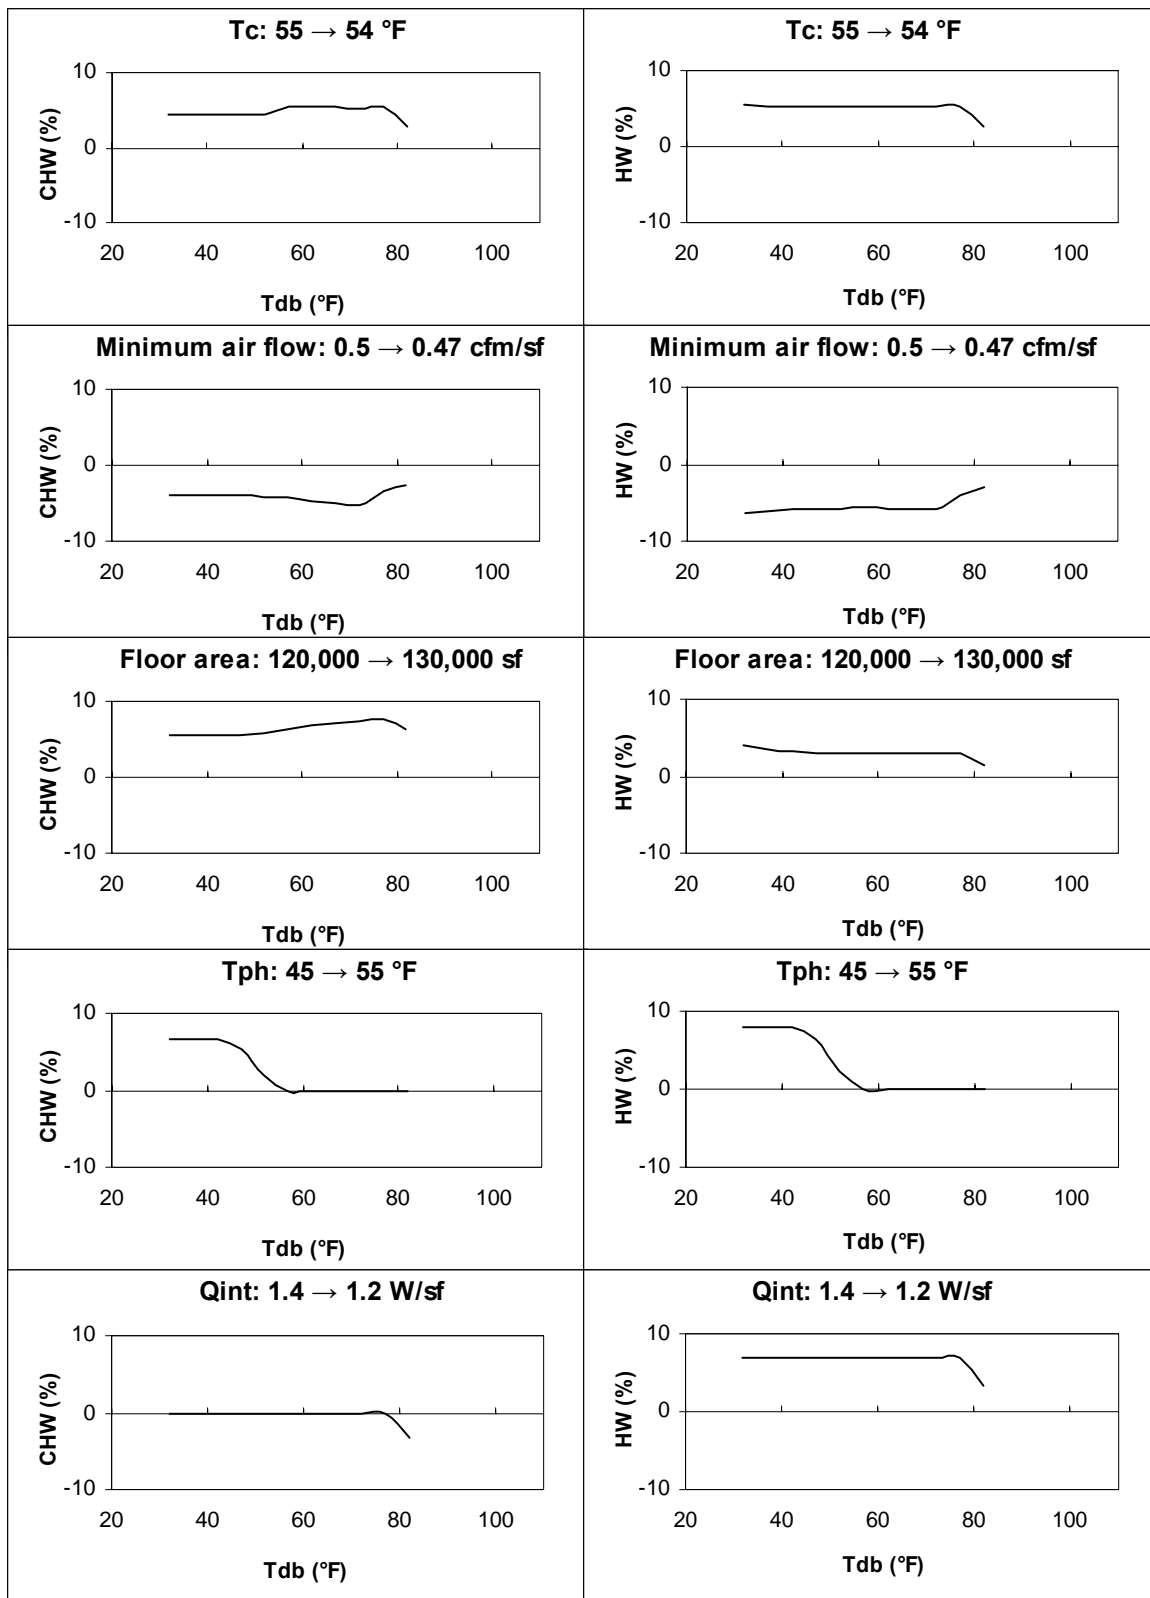 Tc: 55 → 54 °F
CHW (%)
10
0
-10
20 40 60 80 100
Tdb (°F)
Tc: 55 → 54 °F
HW (%)
10
0
-10
20 40 60 80 100
Tdb (°F)
Minimum air flow: 0.5 → 0.47 cfm/sf
CHW (%)
10
0
-10
20 40 60 80 100
Tdb (°F)
Minimum air flow: 0.5 → 0.47 cfm/sf
HW (%)
10
0
-10
20 40 60 80 100
Tdb (°F)
Floor area: 120,000 → 130,000 sf
CHW (%)
10
0
-10
20 40 60 80 100
Tdb (°F)
Floor area: 120,000 → 130,000 sf
HW (%)
10
0
-10
20 40 60 80 100
Tdb (°F)
Tph: 45 → 55 °F
CHW (%)
10
0
-10
20 40 60 80 100
Tdb (°F)
Tph: 45 → 55 °F
HW (%)
10
0
-10
20 40 60 80 100
Tdb (°F)
Qint: 1.4 → 1.2 W/sf
CHW (%)
10
0
-10
20 40 60 80 100
Tdb (°F)
Qint: 1.4 → 1.2 W/sf
HW (%)
10
0
-10
20 40 60 80 100
Tdb (°F)